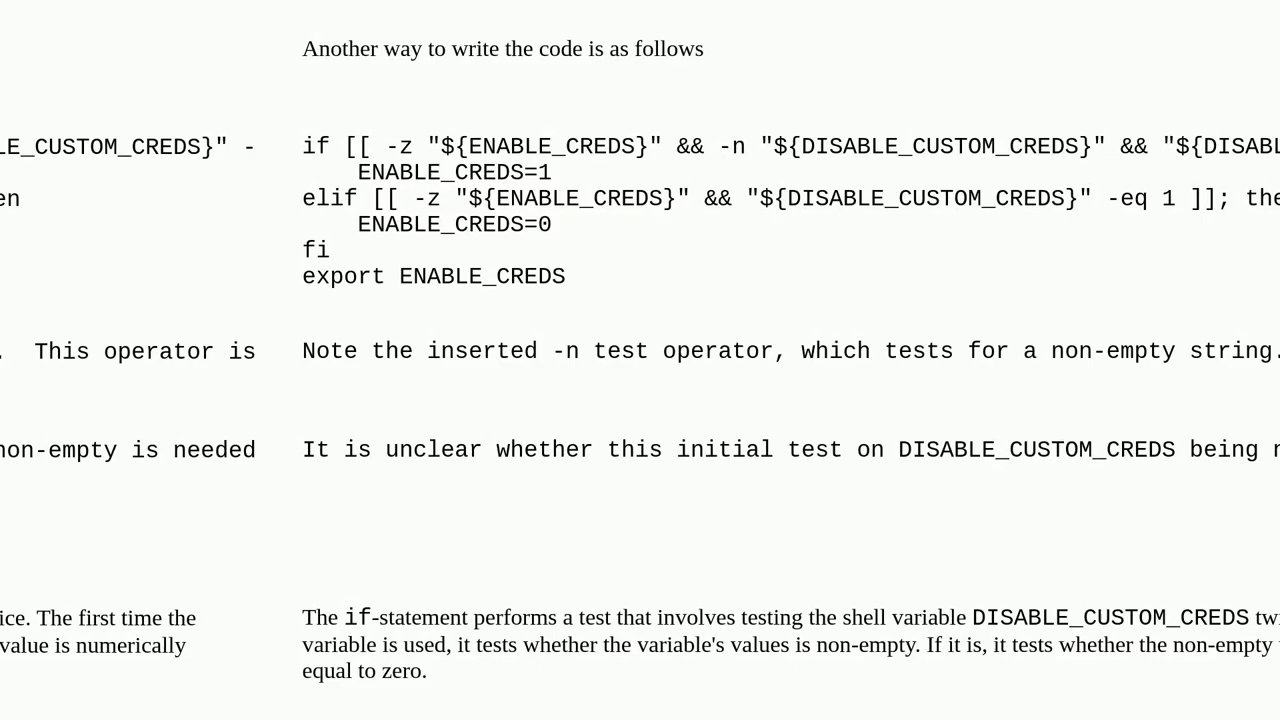 Another way to write the code is as follows
LE_CUSTOM_CREDS}" -
if [[ -z "${ENABLE_CREDS}" && -n "${DISABLE_CUSTOM_CREDS}" && "${DISABL
ENABLE_CREDS=1
en
elif [[ -z "${ENABLE_CREDS}" && "${DISABLE_CUSTOM_CREDS}" -eq 1 ]]; the
ENABLE_CREDS=0
fi
export ENABLE_CREDS
. This operator is
Note the inserted -n test operator, which tests for a non-empty string.
non-empty is needed
It is unclear whether this initial test on DISABLE_CUSTOM_CREDS being n
ice. The first time the
value is numerically
The if-statement performs a test that involves testing the shell variable DISABLE_CUSTOM_CREDS twi
variable is used, it tests whether the variable's values is non-empty. If it is, it tests whether the non-empty
equal to zero.